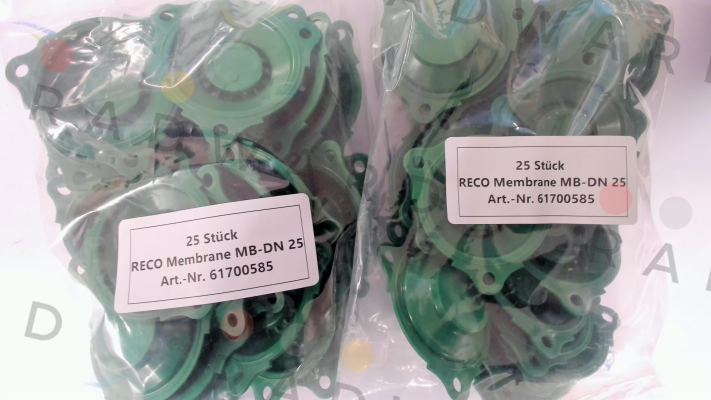 25 Stück
RECO Membrane MB-DN 25
Art.-Nr. 61700585
25 Stück
RECO Membrane MB-DN 25
Art.-Nr. 61700585